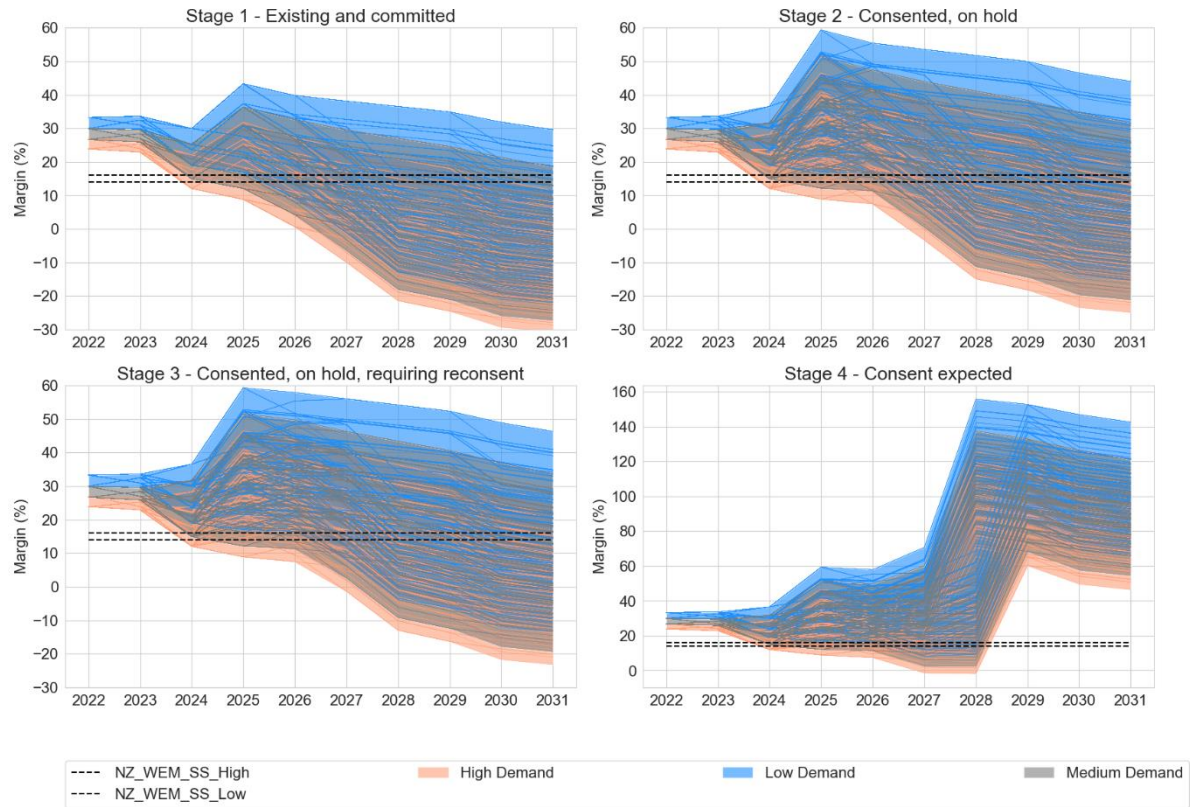 Stage 1 - Existing and committed
60
50
40
30
20
10
0
−10
−20
−30
Margin (%)
2022 2023 2024 2025 2026 2027 2028 2029 2030 2031
Stage 2 - Consented, on hold
60
50
40
30
20
10
0
−10
−20
−30
Margin (%)
2022 2023 2024 2025 2026 2027 2028 2029 2030 2031
Stage 3 - Consented, on hold, requiring reconsent
60
50
40
30
20
10
0
−10
−20
−30
Margin (%)
2022 2023 2024 2025 2026 2027 2028 2029 2030 2031
Stage 4 - Consent expected
160
140
120
100
80
60
40
20
0
Margin (%)
2022 2023 2024 2025 2026 2027 2028 2029 2030 2031
NZ_WEM_SS_High High Demand Low Demand Medium Demand
NZ_WEM_SS_Low